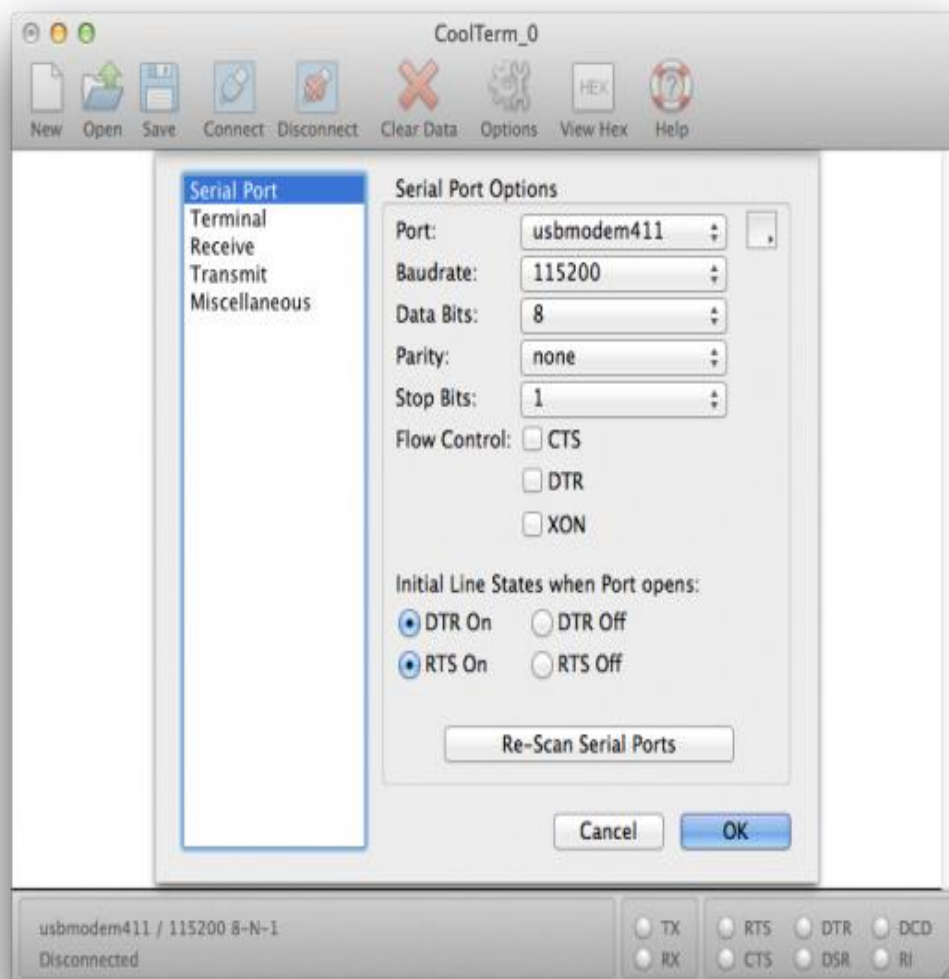 CoolTerm_0
New Open Save Connect Disconnect Clear Data Options View Hex Help
HEX
Serial Port
Terminal
Receive
Transmit
Miscellaneous
Serial Port Options
Port: usbmodem411
Baudrate: 115200
Data Bits: 8
Parity: none
Stop Bits: 1
Flow Control: CTS
DTR
XON
Initial Line States when Port opens:
DTR On DTR Off
RTS On RTS Off
Re-Scan Serial Ports
Cancel OK
usbmodem411 / 115200 8-N-1
Disconnected
TX RTS DTR DCD
RX CTS DSR RI